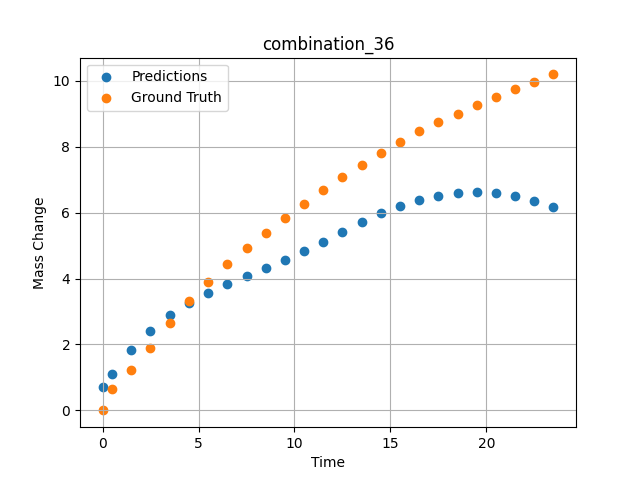 combination_36
Predictions
Ground Truth
10
8
6
4
2
0
Mass Change
0 5 10 15 20
Time